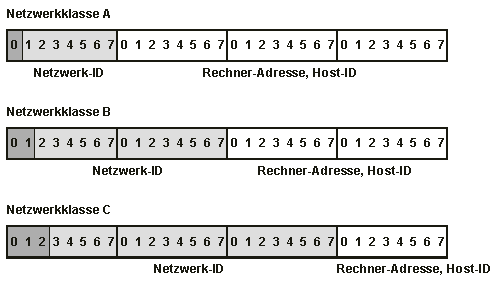 Netzwerkklasse A
0 1 2 3 4 5 6 7 0 1 2 3 4 5 6 7 0 1 2 3 4 5 6 7 0 1 2 3 4 5 6 7
Netzwerk-ID Rechner-Adresse, Host-ID
Netzwerkklasse B
0 1 2 3 4 5 6 7 0 1 2 3 4 5 6 7 0 1 2 3 4 5 6 7 0 1 2 3 4 5 6 7
Netzwerk-ID Rechner-Adresse, Host-ID
Netzwerkklasse C
0 1 2 3 4 5 6 7 0 1 2 3 4 5 6 7 0 1 2 3 4 5 6 7 0 1 2 3 4 5 6 7
Netzwerk-ID Rechner-Adresse, Host-ID